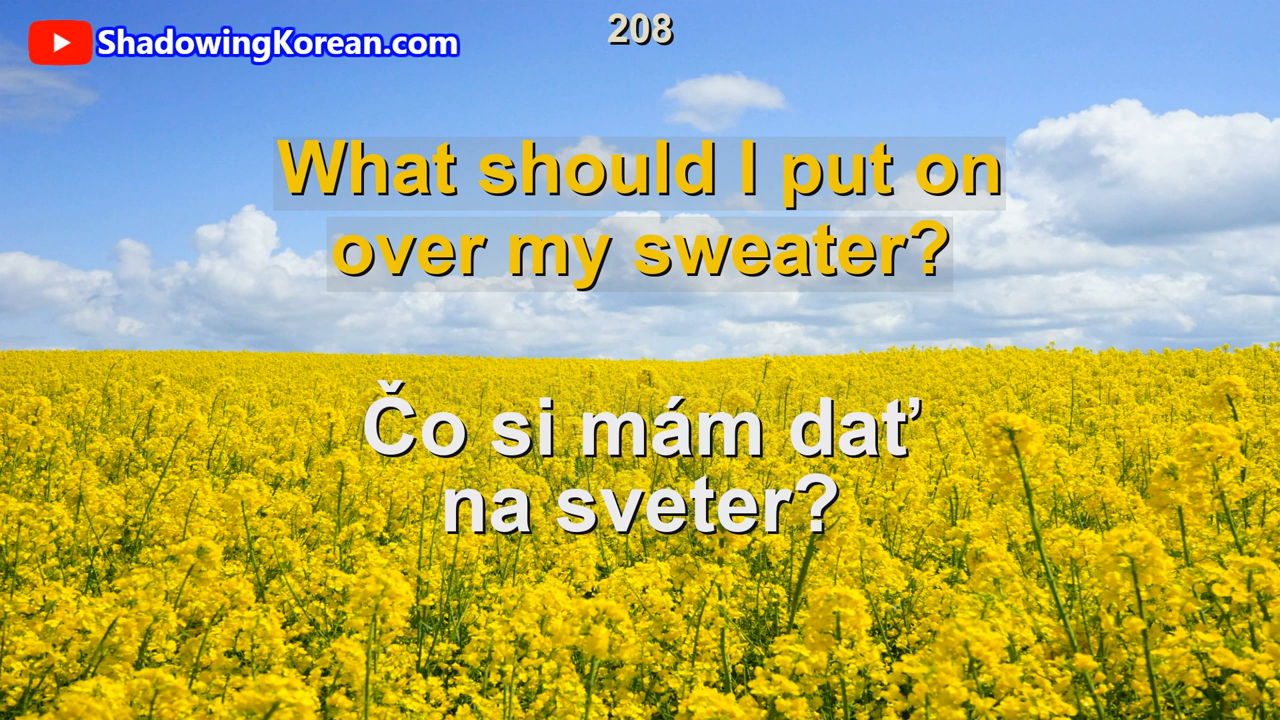 ShadowingKorean.com
208
What should I put on
over my sweater?
Čo si mám dať
na sveter?